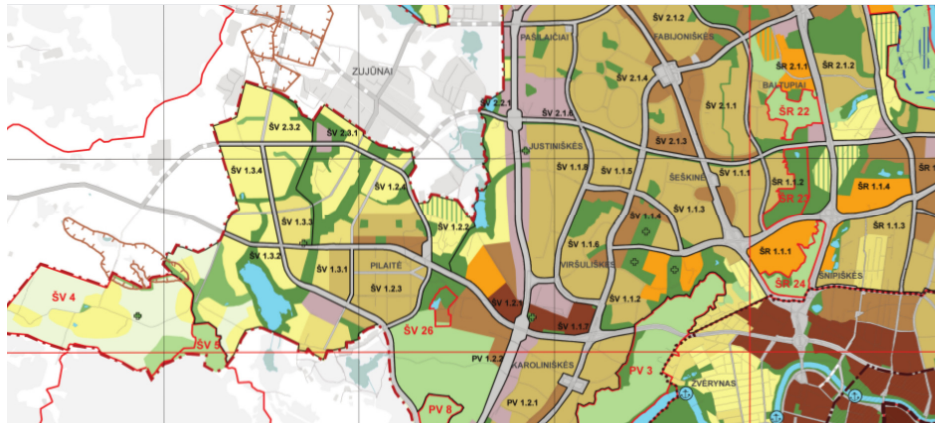 ŠV 2.1.2
PAŠILAIČIAI
FABIJONIŠKĖS
ŠR 2.1.1
ŠR 2.1.2
ZUJŪNAI
ŠV 2.1.4
BALTUPIAI
ŠV 2.2.1
ŠV 2.1.1
ŠR 22
ŠV 2.1.6
ŠV 2.3.2
ŠV 2.3.1
ŠV 2.1.3
JUSTINIŠKĖS
ŠV 1.3.4
ŠV 1.1.8
ŠV 1.1.5
ŠEŠKINĖ
ŠV 1.1.1
ŠR 1.1.2
ŠR 1.1.4
ŠV 1.2.4
ŠR 23
ŠV 1.3.3
ŠV 1.1.4
ŠV 1.1.3
ŠV 1.2.2
ŠR 1.1.3
ŠV 1.3.2
ŠV 1.1.6
ŠR 1.1.1
ŠV 1.3.1
PILAITĖ
VIRŠULIŠKĖS
ŠNIPIŠKĖS
ŠV 1.2.3
ŠR 24
ŠV 4
ŠV 1.2.1
ŠV 1.1.2
ŠV 26
ŠV 1.1.7
ŠV 5
PV 1.2.2
KAROLINIŠKĖS
PV 3
ŽVĖRYNAS
PV 8
PV 1.2.1